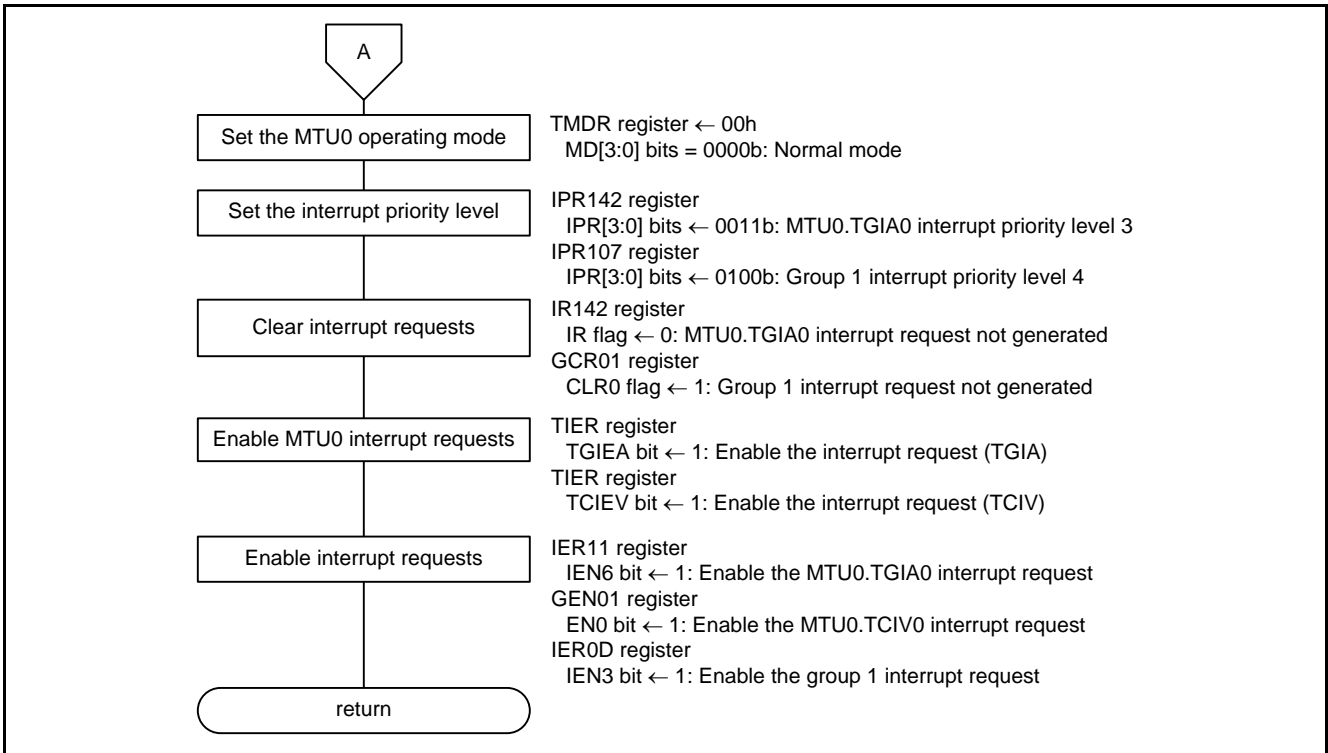 A
Set the MTU0 operating mode
TMDR register ← 00h
MD[3:0] bits = 0000b: Normal mode
Set the interrupt priority level
IPR142 register
IPR[3:0] bits ← 0011b: MTU0.TGIA0 interrupt priority level 3
IPR107 register
IPR[3:0] bits ← 0100b: Group 1 interrupt priority level 4
Clear interrupt requests
IR142 register
IR flag ← 0: MTU0.TGIA0 interrupt request not generated
GCR01 register
CLR0 flag ← 1: Group 1 interrupt request not generated
Enable MTU0 interrupt requests
TIER register
TGIEA bit ← 1: Enable the interrupt request (TGIA)
TIER register
TCIEV bit ← 1: Enable the interrupt request (TCIV)
Enable interrupt requests
IER11 register
IEN6 bit ← 1: Enable the MTU0.TGIA0 interrupt request
GEN01 register
EN0 bit ← 1: Enable the MTU0.TCIV0 interrupt request
IER0D register
IEN3 bit ← 1: Enable the group 1 interrupt request
return